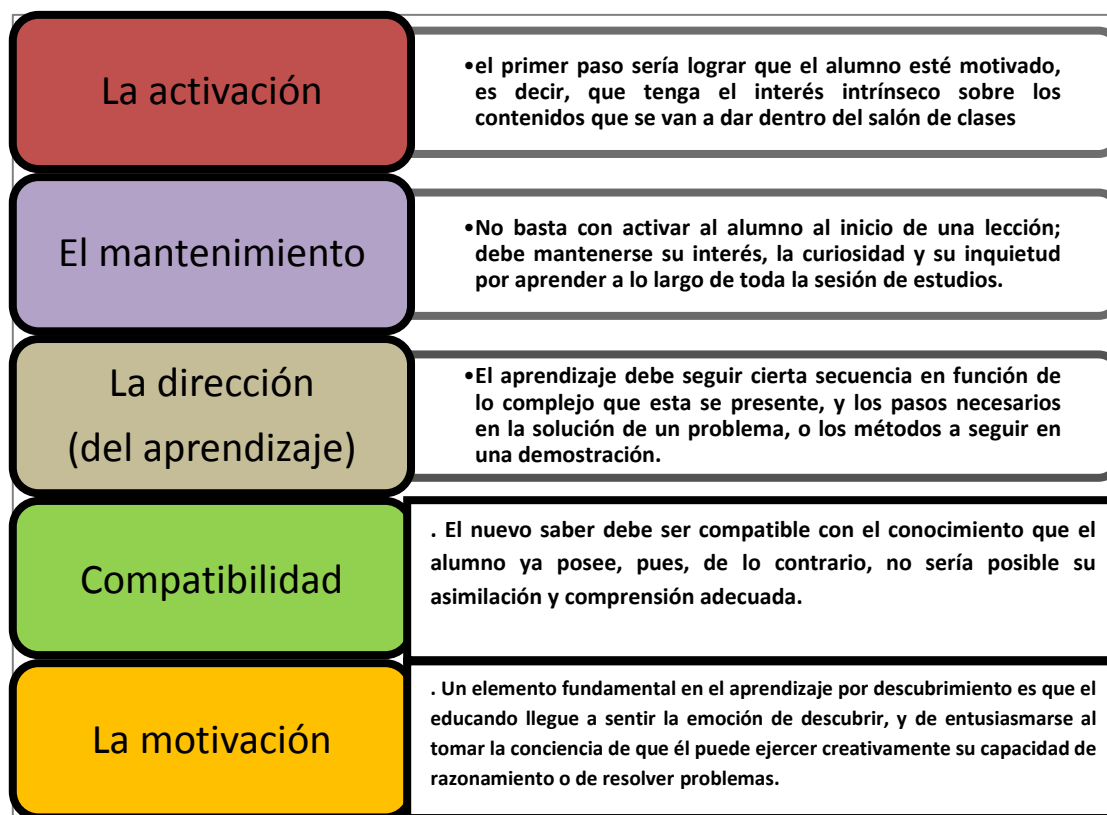 La activación
•el primer paso sería lograr que el alumno esté motivado,
es decir, que tenga el interés intrínseco sobre los
contenidos que se van a dar dentro del salón de clases
El mantenimiento
•No basta con activar al alumno al inicio de una lección;
debe mantenerse su interés, la curiosidad y su inquietud
por aprender a lo largo de toda la sesión de estudios.
La dirección
(del aprendizaje)
•El aprendizaje debe seguir cierta secuencia en función de
lo complejo que esta se presente, y los pasos necesarios
en la solución de un problema, o los métodos a seguir en
una demostración.
Compatibilidad
. El nuevo saber debe ser compatible con el conocimiento que el
alumno ya posee, pues, de lo contrario, no sería posible su
asimilación y comprensión adecuada.
La motivación
. Un elemento fundamental en el aprendizaje por descubrimiento es que el
educando llegue a sentir la emoción de descubrir, y de entusiasmarse al
tomar la conciencia de que él puede ejercer creativamente su capacidad de
razonamiento o de resolver problemas.